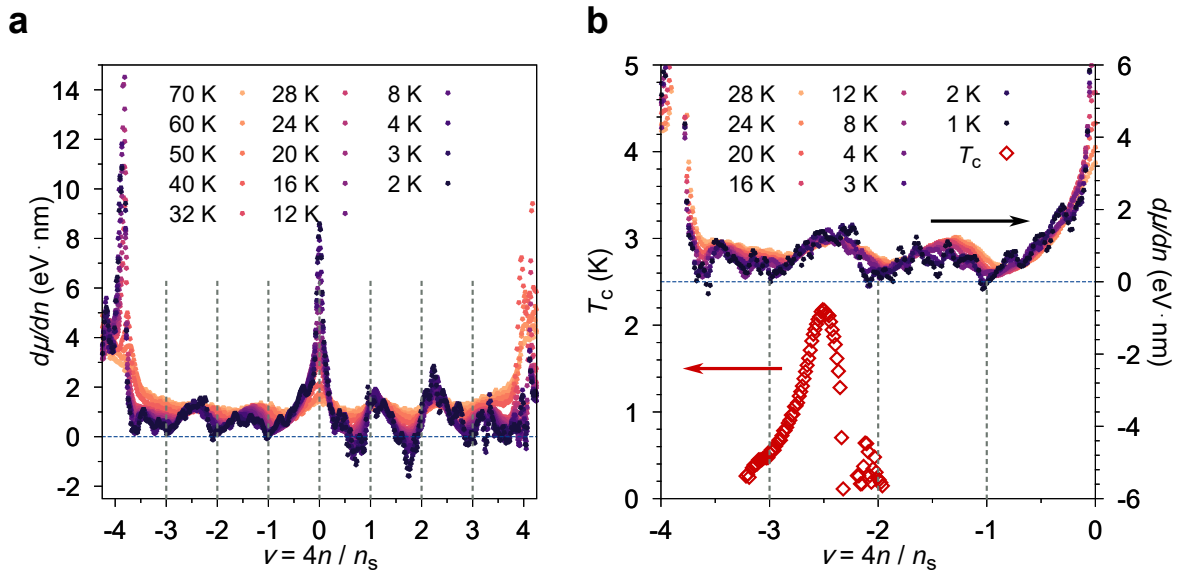 a
dμ/dn (eV·nm)
14
12
10
8
6
4
2
0
-2
70 K 28 K 8 K
60 K 24 K 4 K
50 K 20 K 3 K
40 K 16 K 2 K
32 K 12 K
-4 -3 -2 -1 0 1 2 3 4
ν = 4n / ns
b
Tc (K)
5
4
3
2
1
0
28 K 12 K 2 K
24 K 8 K 1 K
20 K 4 K Tc
16 K 3 K
6
4
2
0
-2
-4
-6
dμ/dn (eV·nm)
-4 -3 -2 -1 0
ν = 4n / ns